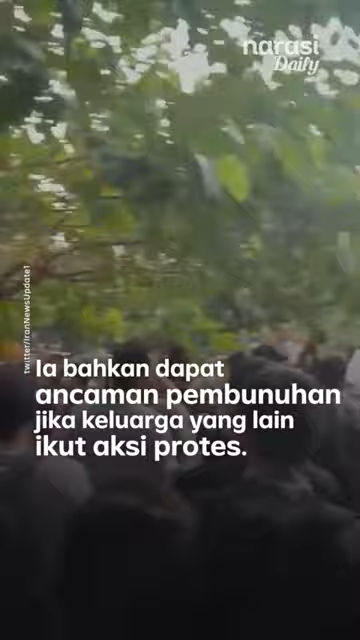 narasi
Daily
twitter/IranNewsUpdate1
Ia bahkan dapat
ancaman pembunuhan
jika keluarga yang lain
ikut aksi protes.